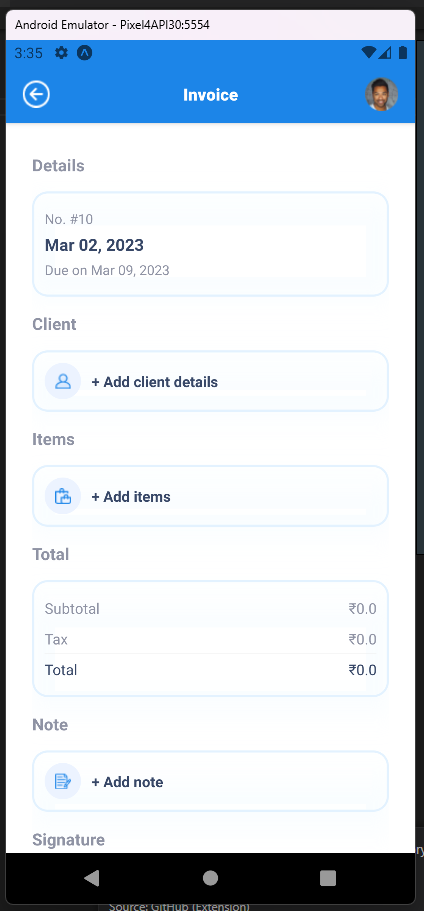 Android Emulator - Pixel4API30:5554
3:35
Invoice
Details
No. #10
Mar 02, 2023
Due on Mar 09, 2023
Client
+ Add client details
Items
+ Add items
Total
Subtotal ₹0.0
Tax ₹0.0
Total ₹0.0
Note
+ Add note
Signature
ry
Source: GitHub (Extension)